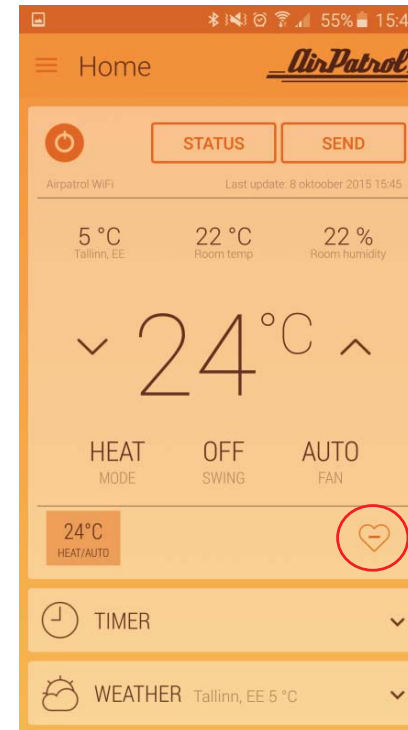 55% 15:4
Home AirPatrol
STATUS SEND
Airpatrol WiFi Last update: 8 oktoober 2015 15:45
5 °C 22 °C 22 %
Tallinn, EE Room temp Room humidity
24°C
HEAT OFF AUTO
MODE SWING FAN
24°C
HEAT/AUTO
TIMER
WEATHER Tallinn, EE 5 °C